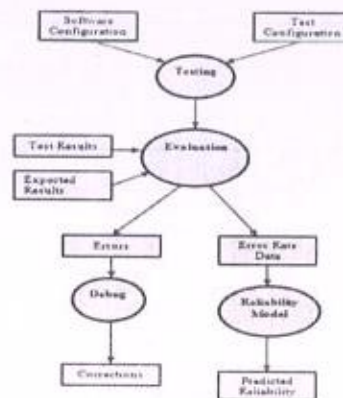 Software
Configuration
Test
Configuration
Testing
Test Results
Evaluation
Expected
Results
Errors
Error Rate
Data
Debug
Reliability
Model
Corrections
Predicted
Reliability